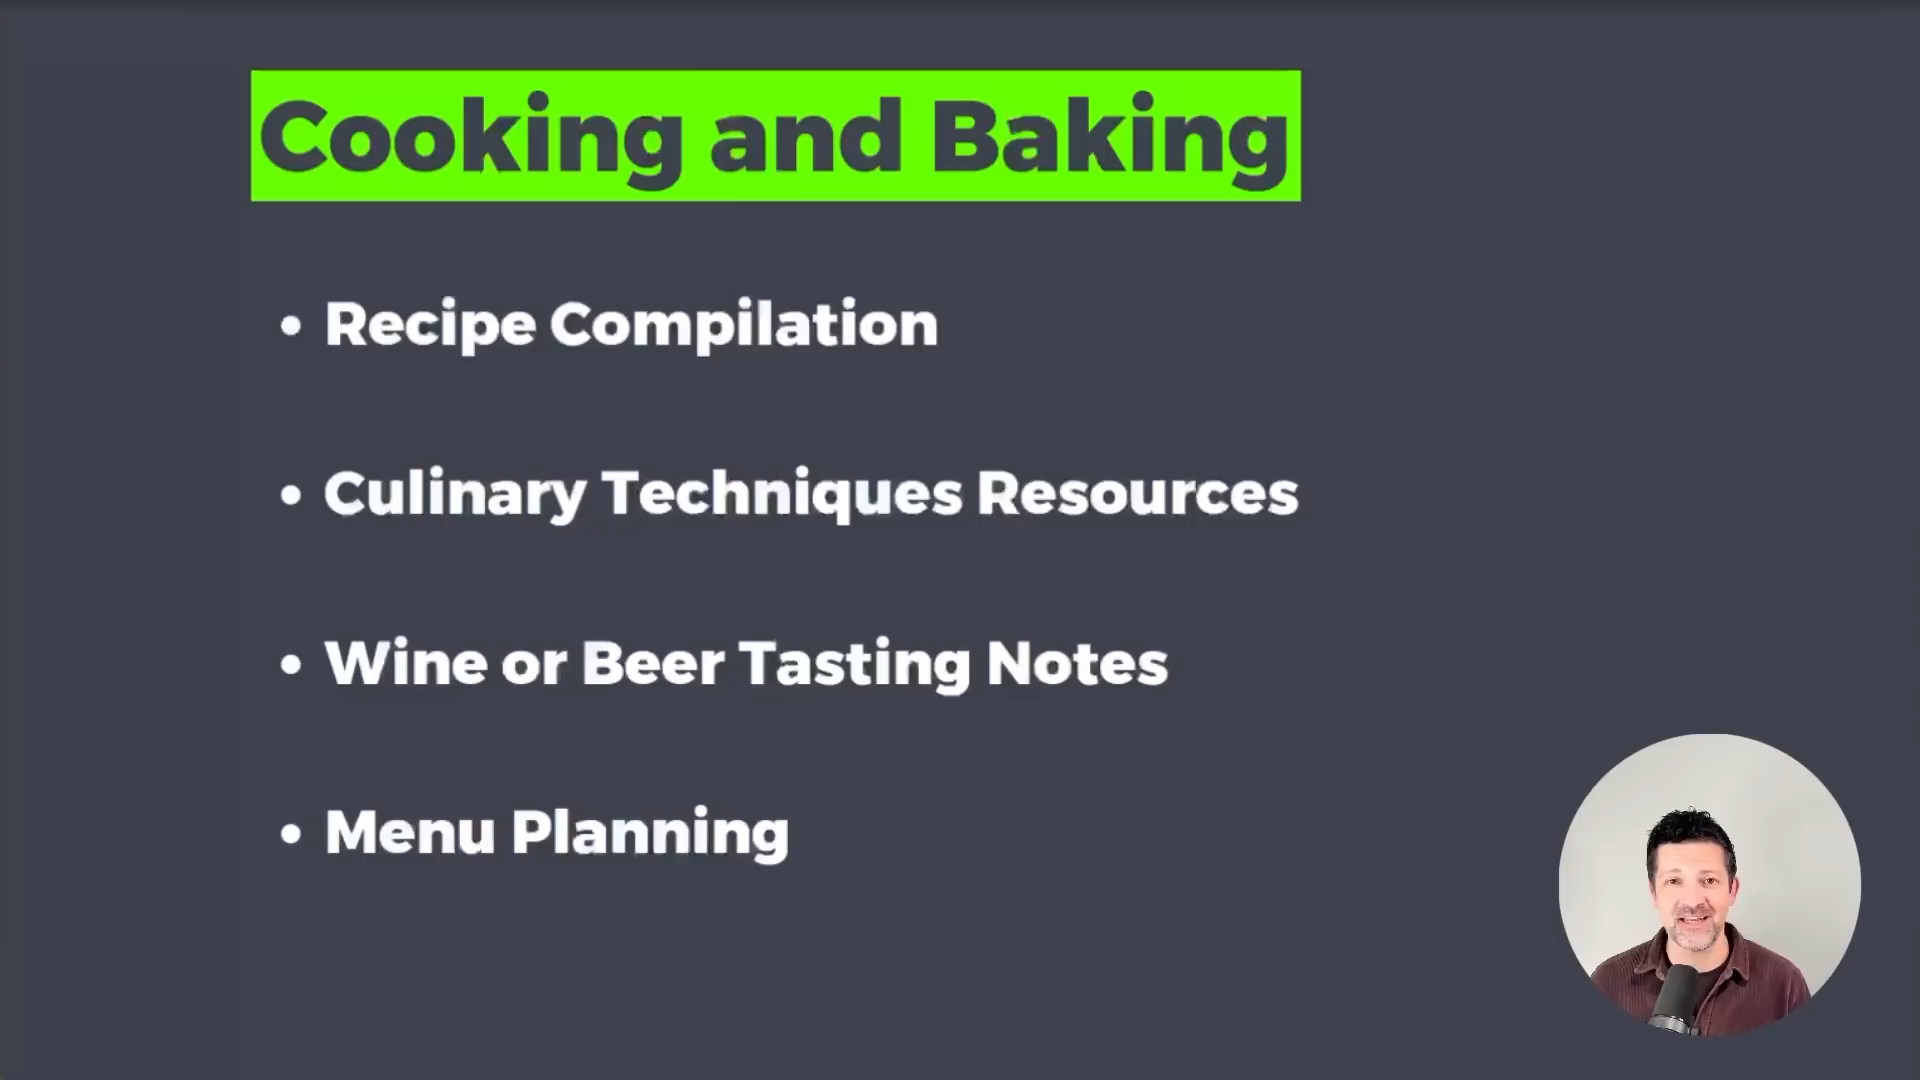 Cooking and Baking
• Recipe Compilation
• Culinary Techniques Resources
• Wine or Beer Tasting Notes
• Menu Planning